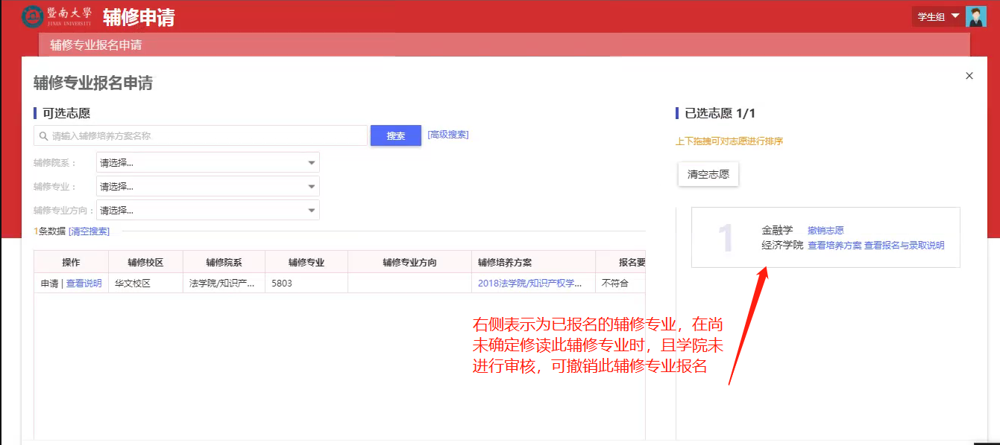 暨南大學
JINAN UNIVERSITY
辅修申请
学生组
辅修专业报名申请
辅修专业报名申请
×
可选志愿
请输入辅修培养方案名称
搜索
[高级搜索]
辅修院系：
请选择...
辅修专业：
请选择...
辅修专业方向：
请选择...
1条数据 [清空搜索]
操作 辅修校区 辅修院系 辅修专业 辅修专业方向 辅修培养方案 报名要
申请 | 查看说明 华文校区 法学院/知识产... 5803 2018法学院/知识产权学... 不符合
已选志愿 1/1
上下拖拽可对志愿进行排序
清空志愿
1
金融学 撤销志愿
经济学院 查看培养方案 查看报名与录取说明
右侧表示为已报名的辅修专业，在尚
未确定修读此辅修专业时，且学院未
进行审核，可撤销此辅修专业报名